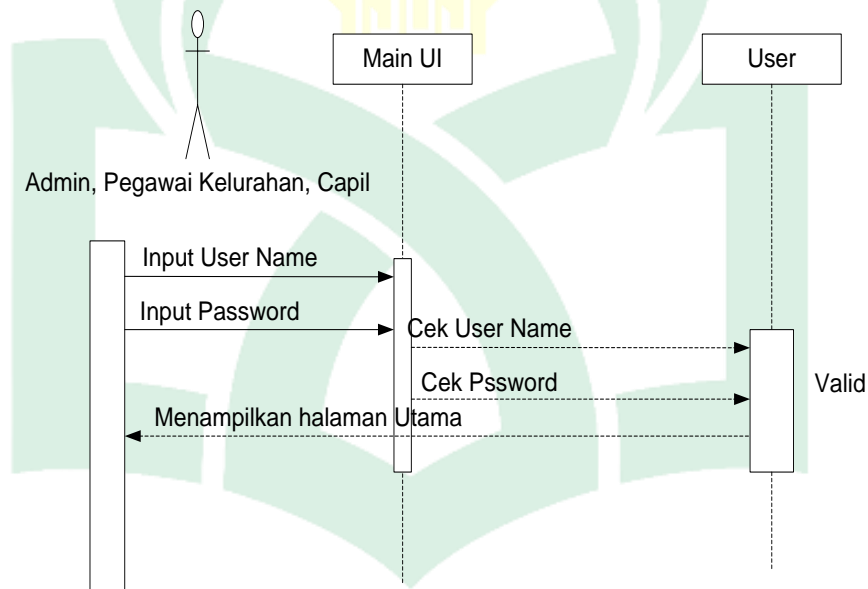 Main UI
User
Admin, Pegawai Kelurahan, Capil
Input User Name
Input Password
Cek User Name
Cek Pssword
Valid
Menampilkan halaman Utama